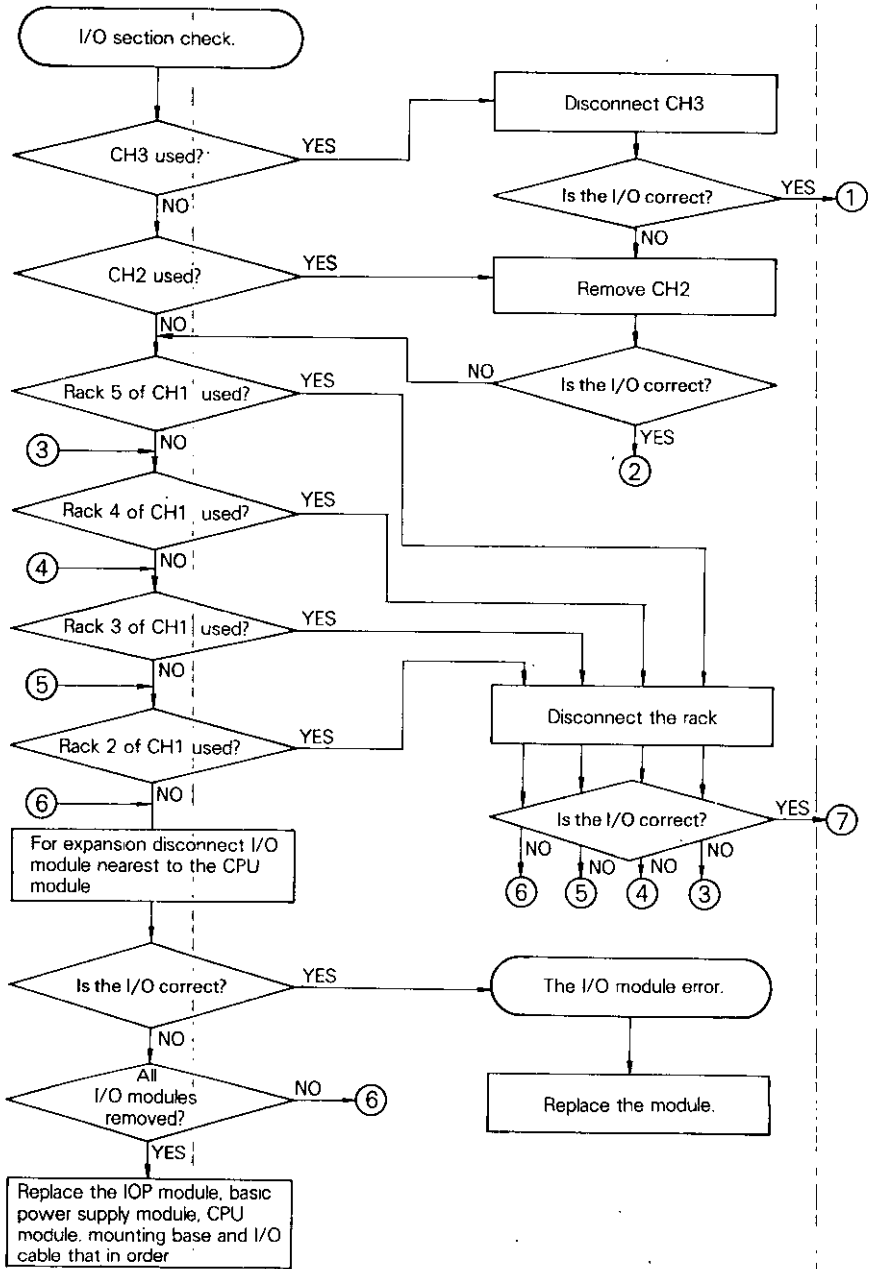 I/O section check.
CH3 used?
YES
NO
Disconnect CH3
Is the I/O correct?
YES
1
NO
CH2 used?
YES
NO
Remove CH2
Is the I/O correct?
NO
YES
2
Rack 5 of CH1 used?
YES
NO
3
Rack 4 of CH1 used?
YES
NO
4
Rack 3 of CH1 used?
YES
NO
5
Rack 2 of CH1 used?
YES
NO
6
Disconnect the rack
Is the I/O correct?
YES
7
NO
NO
NO
NO
6
5
4
3
For expansion disconnect I/O
module nearest to the CPU
module
Is the I/O correct?
YES
NO
The I/O module error.
Replace the module.
All
I/O modules
removed?
NO
6
YES
Replace the IOP module, basic
power supply module, CPU
module. mounting base and I/O
cable that in order